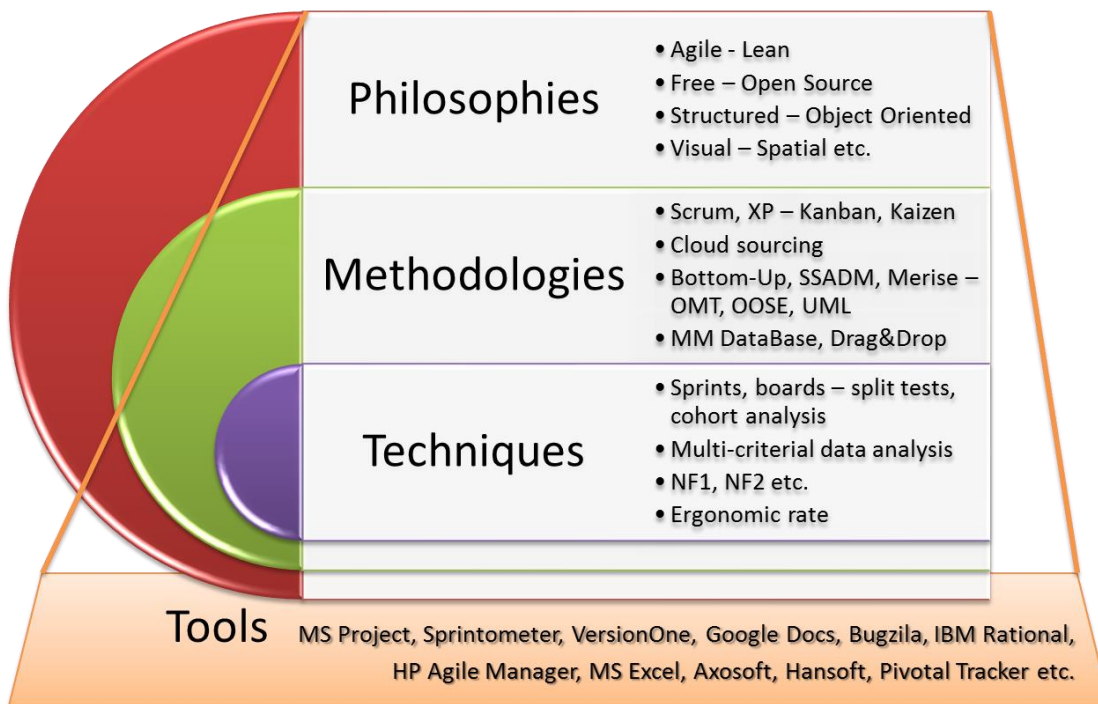 Philosophies
• Agile - Lean
• Free – Open Source
• Structured – Object Oriented
• Visual – Spatial etc.
Methodologies
• Scrum, XP – Kanban, Kaizen
• Cloud sourcing
• Bottom-Up, SSADM, Merise –
OMT, OOSE, UML
• MM DataBase, Drag&Drop
Techniques
• Sprints, boards – split tests,
cohort analysis
• Multi-criterial data analysis
• NF1, NF2 etc.
• Ergonomic rate
Tools
MS Project, Sprintometer, VersionOne, Google Docs, Bugzila, IBM Rational,
HP Agile Manager, MS Excel, Axosoft, Hansoft, Pivotal Tracker etc.